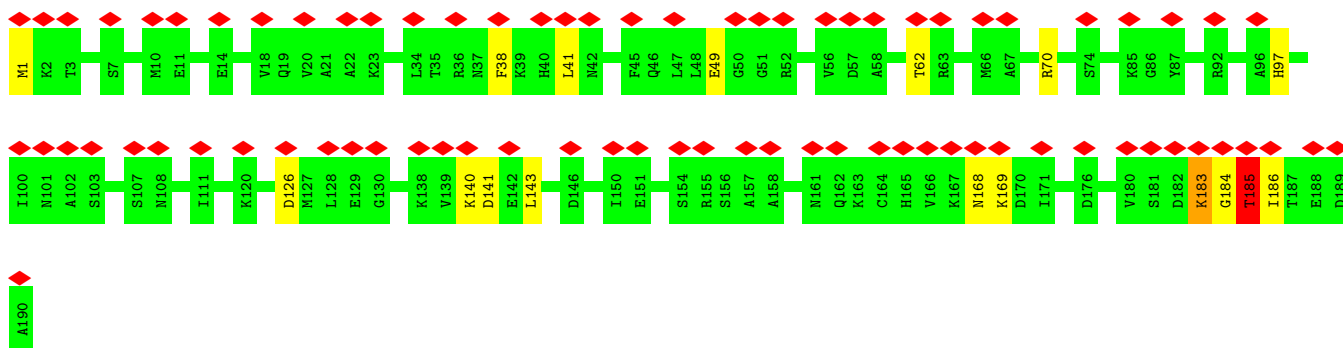 M1 K2 T3 S7 M10 E11 E14 V18 Q19 V20 A21 A22 K23 L34 T35 R36 N37 F38 K39 H40 L41 N42 F45 Q46 L47 L48 E49 G50 G51 R52 V56 D57 A58 T62 R63 M66 A67 R70 S74 K85 G86 Y87 R92 A96 H97
I100 N101 A102 S103 S107 N108 I111 K120 D126 M127 L128 E129 G130 K138 V139 K140 D141 E142 L143 D146 I150 E151 S154 R155 S156 A157 A158 N161 Q162 K163 C164 H165 V166 K167 N168 K169 D170 I171 D176 V180 S181 D182 K183 G184 T185 I186 T187 E188 D189
A190